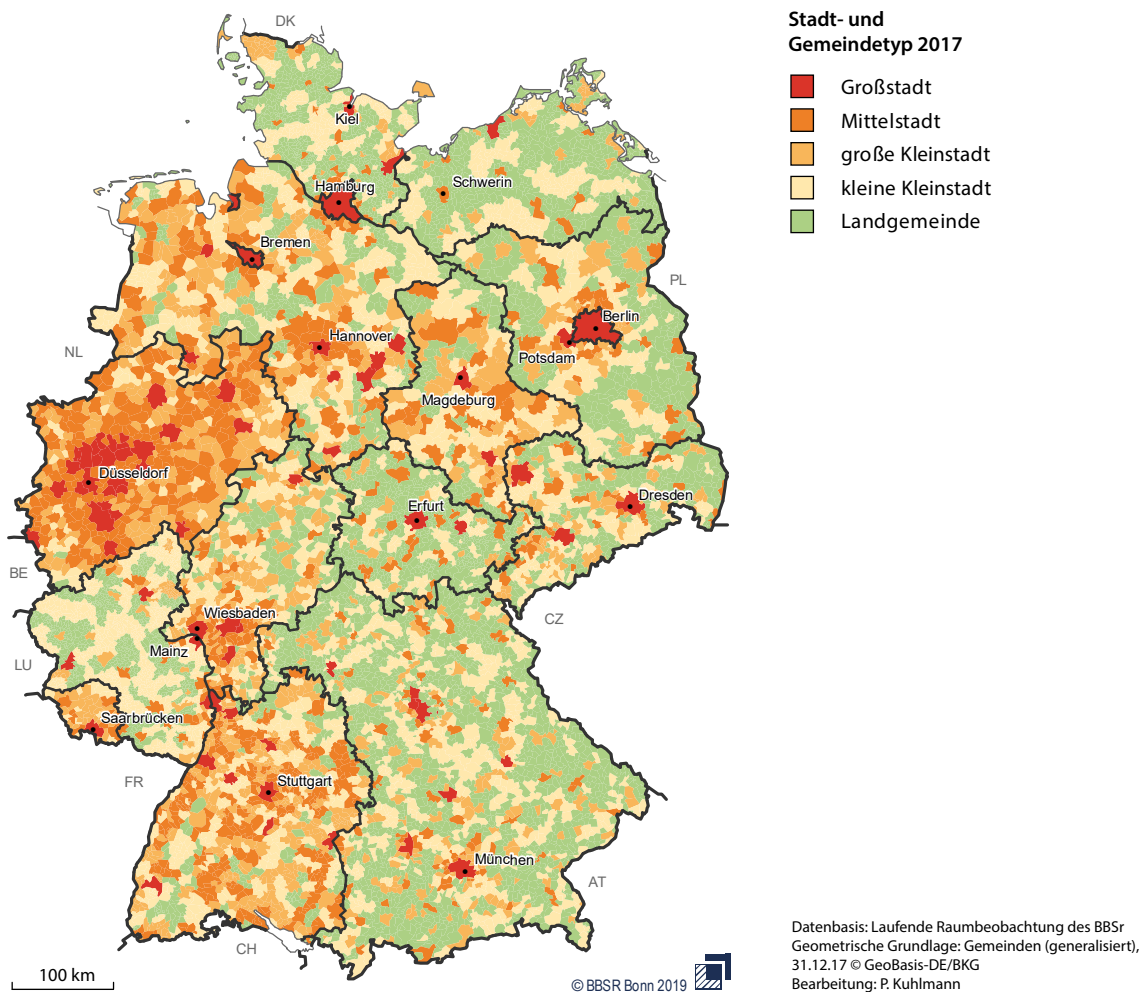 DK
Kiel
Hamburg
Schwerin
Bremen
PL
Berlin
Hannover
NL
Potsdam
Magdeburg
Düsseldorf
Dresden
Erfurt
BE
Wiesbaden
CZ
Mainz
LU
Saarbrücken
FR
Stuttgart
München
AT
CH
100 km
© BBSR Bonn 2019
Stadt- und
Gemeindetyp 2017
Großstadt
Mittelstadt
große Kleinstadt
kleine Kleinstadt
Landgemeinde
Datenbasis: Laufende Raumbeobachtung des BBSr
Geometrische Grundlage: Gemeinden (generalisiert),
31.12.17 © GeoBasis-DE/BKG
Bearbeitung: P. Kuhlmann